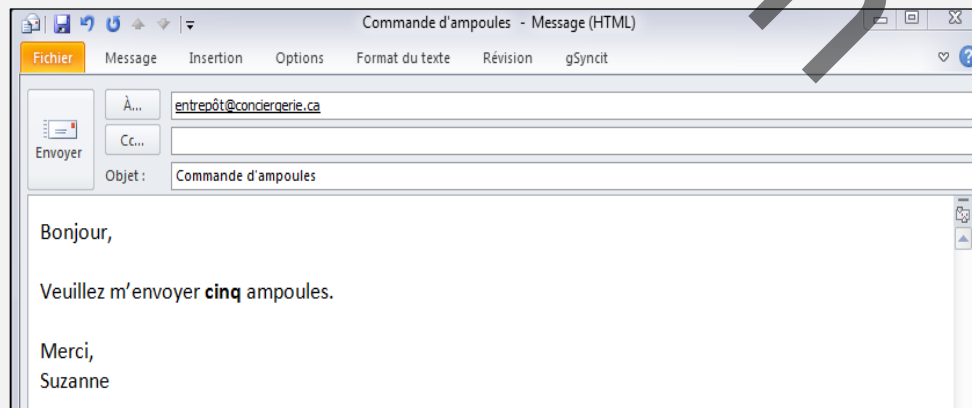 Commande d'ampoules - Message (HTML)
Fichier Message Insertion Options Format du texte Révision gSyncit
À... entrepôt@conciergerie.ca
Cc...
Envoyer
Objet : Commande d'ampoules
Bonjour,
Veuillez m'envoyer cinq ampoules.
Merci,
Suzanne